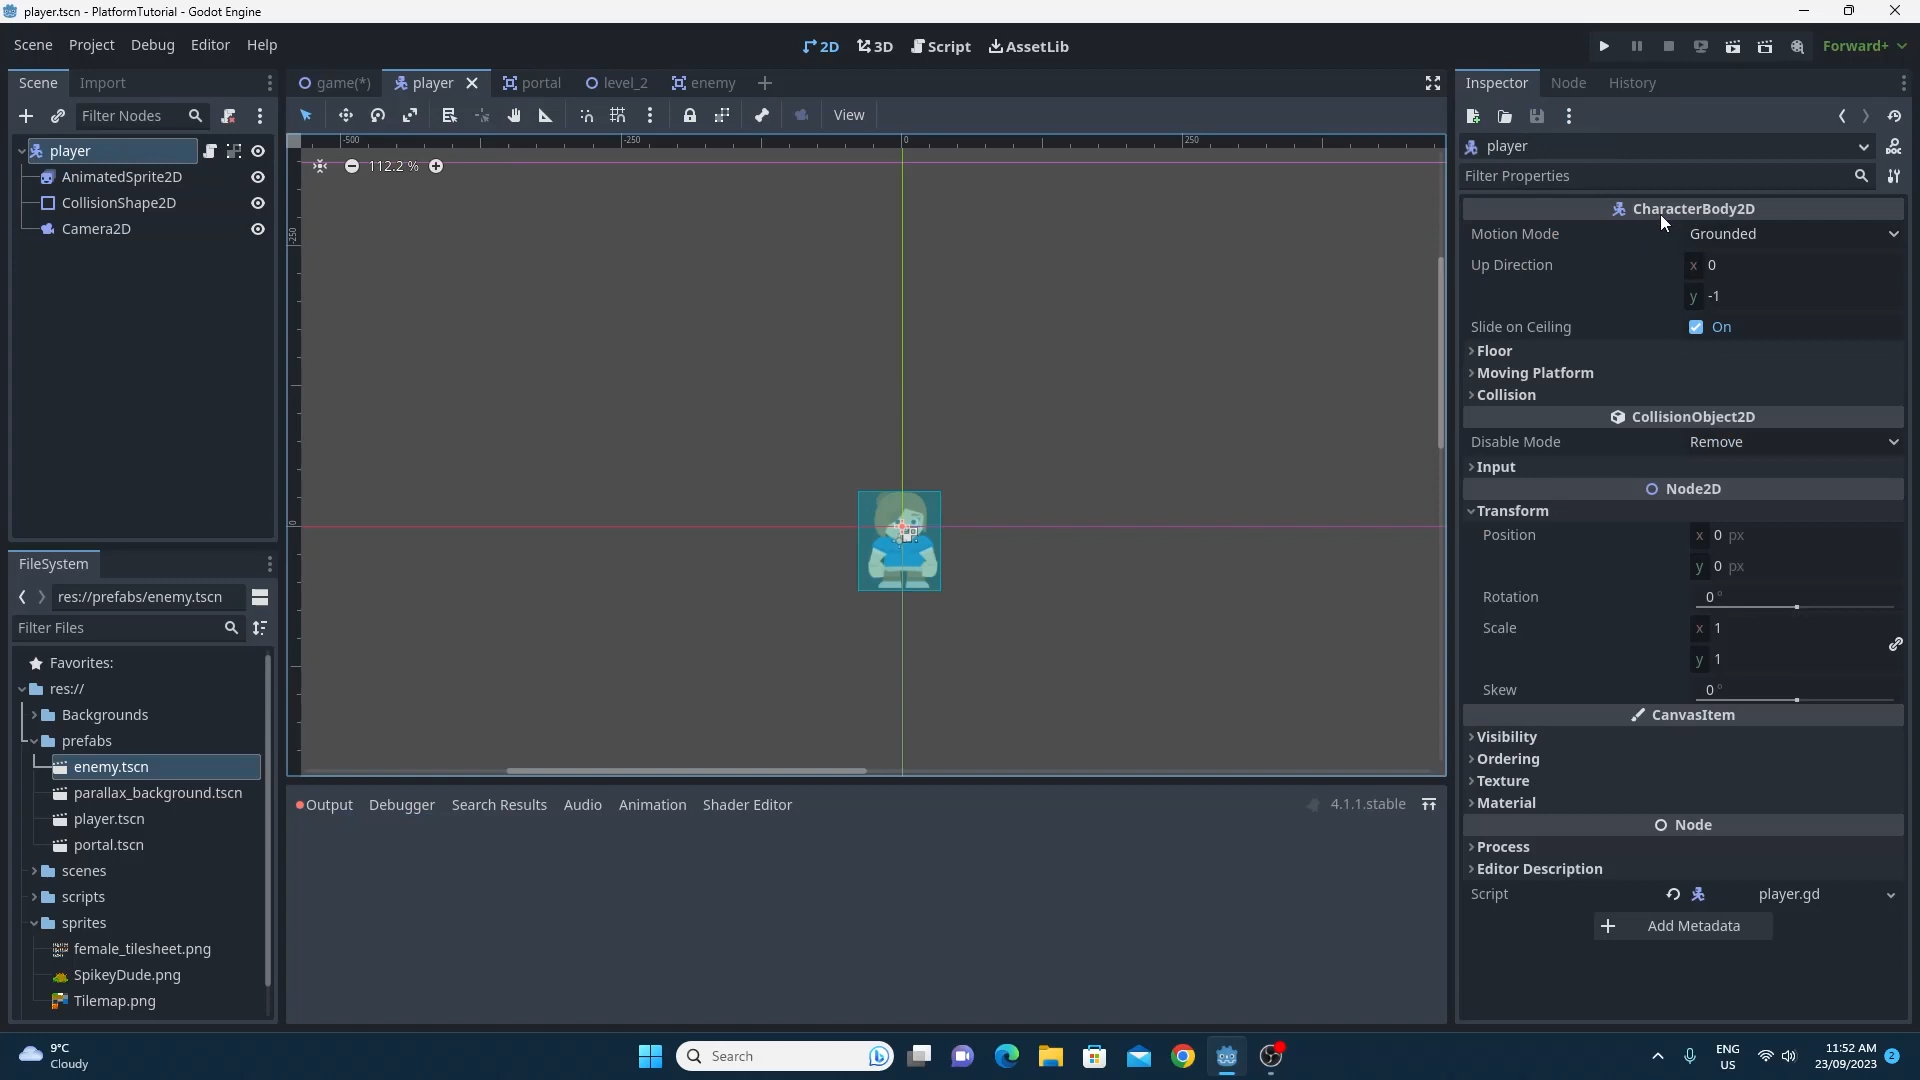 player.tscn - PlatformTutorial - Godot Engine
Scene Project Debug Editor Help
2D 3D Script AssetLib
Forward+
Scene Import
game(*) player portal level_2 enemy
Inspector Node History
Filter Nodes
View
player
Filter Properties
player
AnimatedSprite2D
CollisionShape2D
Camera2D
-500 -250 0 250
112.2 %
-250
0
CharacterBody2D
Motion Mode Grounded
Up Direction x 0
y -1
Slide on Ceiling On
Floor
Moving Platform
Collision
CollisionObject2D
Disable Mode Remove
Input
Node2D
Transform
Position x 0 px
y 0 px
Rotation 0 °
Scale x 1
y 1
Skew 0 °
CanvasItem
Visibility
Ordering
Texture
Material
Node
Process
Editor Description
Script player.gd
Add Metadata
FileSystem
res://prefabs/enemy.tscn
Filter Files
Favorites:
res://
Backgrounds
prefabs
enemy.tscn
parallax_background.tscn
player.tscn
portal.tscn
scenes
scripts
sprites
female_tilesheet.png
SpikeyDude.png
Tilemap.png
Output Debugger Search Results Audio Animation Shader Editor
4.1.1.stable
9°C
Cloudy
Search
ENG
US
11:52 AM
23/09/2023
2